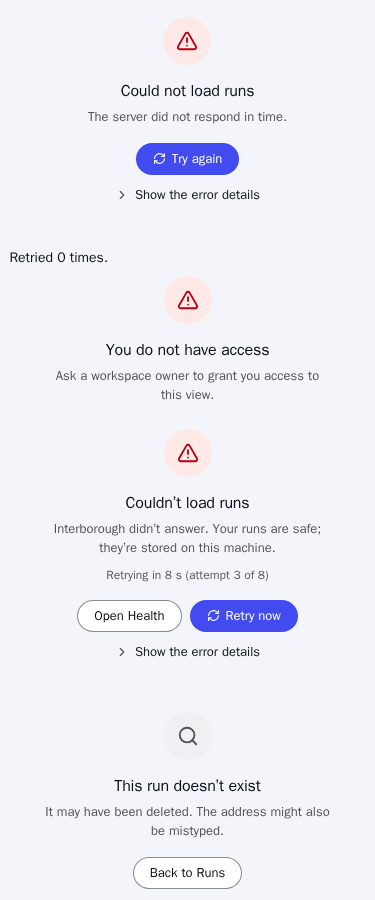 Could not load runs
The server did not respond in time.
Try again
Show the error details
Retried 0 times.
You do not have access
Ask a workspace owner to grant you access to
this view.
Couldn’t load runs
Interborough didn’t answer. Your runs are safe;
they’re stored on this machine.
Retrying in 8 s (attempt 3 of 8)
Open Health
Retry now
Show the error details
This run doesn’t exist
It may have been deleted. The address might also
be mistyped.
Back to Runs